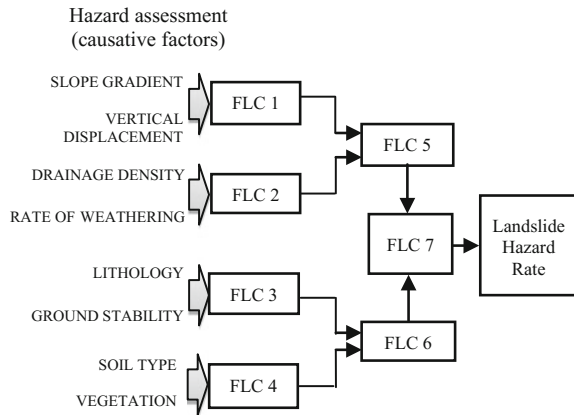 Hazard assessment
(causative factors)
SLOPE GRADIENT
VERTICAL
DISPLACEMENT
FLC 1
DRAINAGE DENSITY
RATE OF WEATHERING
FLC 2
FLC 5
LITHOLOGY
GROUND STABILITY
FLC 3
SOIL TYPE
VEGETATION
FLC 4
FLC 6
FLC 7
Landslide
Hazard
Rate